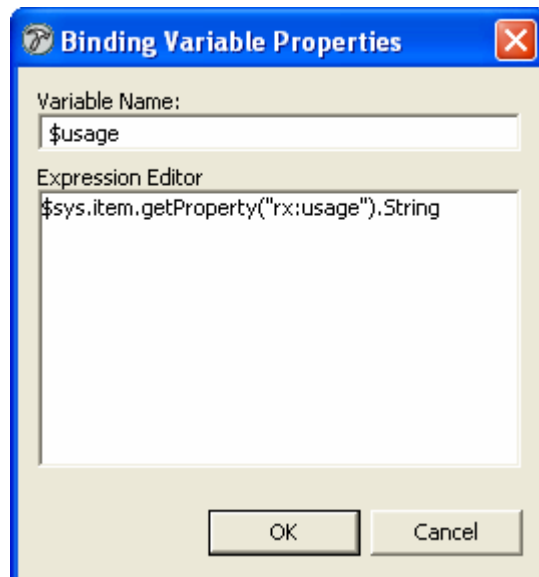 Binding Variable Properties
Variable Name:
$usage
Expression Editor
$sys.item.getProperty("rx:usage").String
OK Cancel